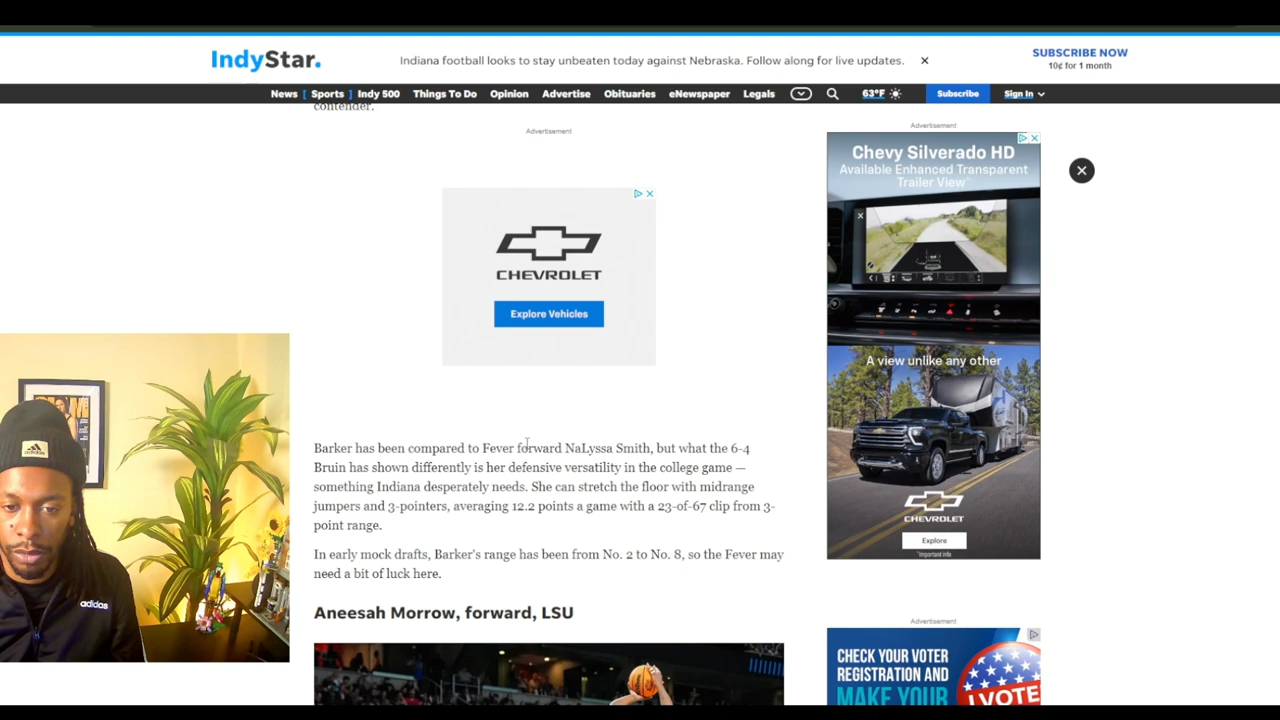 IndyStar.
Indiana football looks to stay unbeaten today against Nebraska. Follow along for live updates.
SUBSCRIBE NOW
10¢ for 1 month
News [ Sports ] Indy 500 Things To Do Opinion Advertise Obituaries eNewspaper Legals 63°F Subscribe Sign In
contender.
Advertisement
CHEVROLET
Explore Vehicles
Barker has been compared to Fever forward NaLyssa Smith, but what the 6-4
Bruin has shown differently is her defensive versatility in the college game —
something Indiana desperately needs. She can stretch the floor with midrange
jumpers and 3-pointers, averaging 12.2 points a game with a 23-of-67 clip from 3-
point range.
In early mock drafts, Barker's range has been from No. 2 to No. 8, so the Fever may
need a bit of luck here.
Aneesah Morrow, forward, LSU
Advertisement
Chevy Silverado HD
Available Enhanced Transparent
Trailer View
A view unlike any other
CHEVROLET
Explore
*Important info
Advertisement
CHECK YOUR VOTER
REGISTRATION AND
MAKE YOUR
I VOTE
adidas
adidas